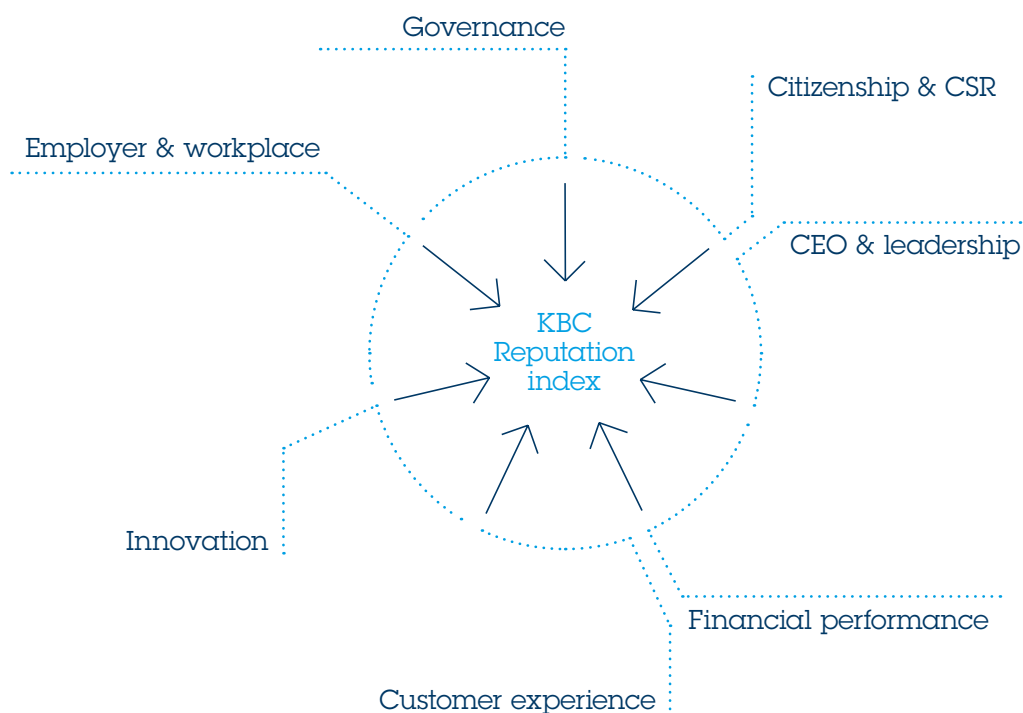 Governance
Citizenship & CSR
Employer & workplace
CEO & leadership
KBC
Reputation
index
Innovation
Financial performance
Customer experience